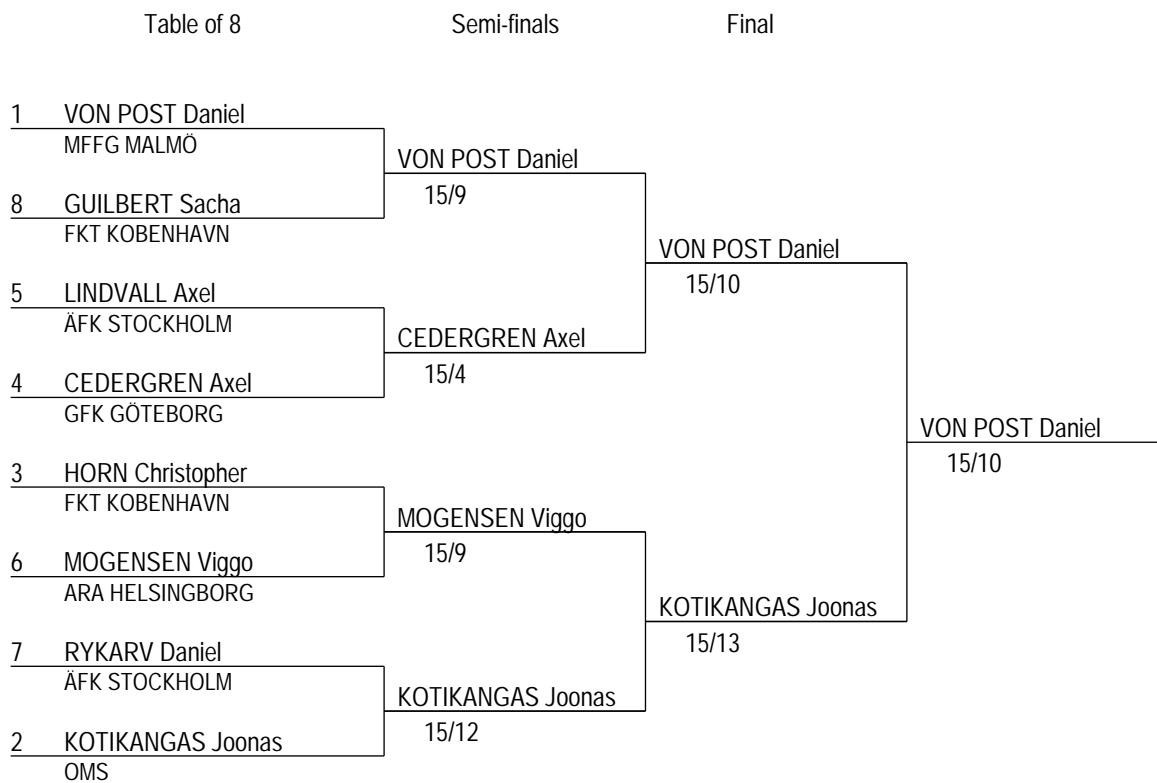 Table of 8 Semi-finals Final
1 VON POST Daniel
MFFG MALMÖ
VON POST Daniel
15/9
8 GUILBERT Sacha
FKT KOBENHAVN
VON POST Daniel
15/10
5 LINDVALL Axel
ÄFK STOCKHOLM
CEDERGREN Axel
15/4
4 CEDERGREN Axel
GFK GÖTEBORG
VON POST Daniel
15/10
3 HORN Christopher
FKT KOBENHAVN
MOGENSEN Viggo
15/9
6 MOGENSEN Viggo
ARA HELSINGBORG
KOTIKANGAS Joonas
15/13
7 RYKARV Daniel
ÄFK STOCKHOLM
KOTIKANGAS Joonas
15/12
2 KOTIKANGAS Joonas
OMS